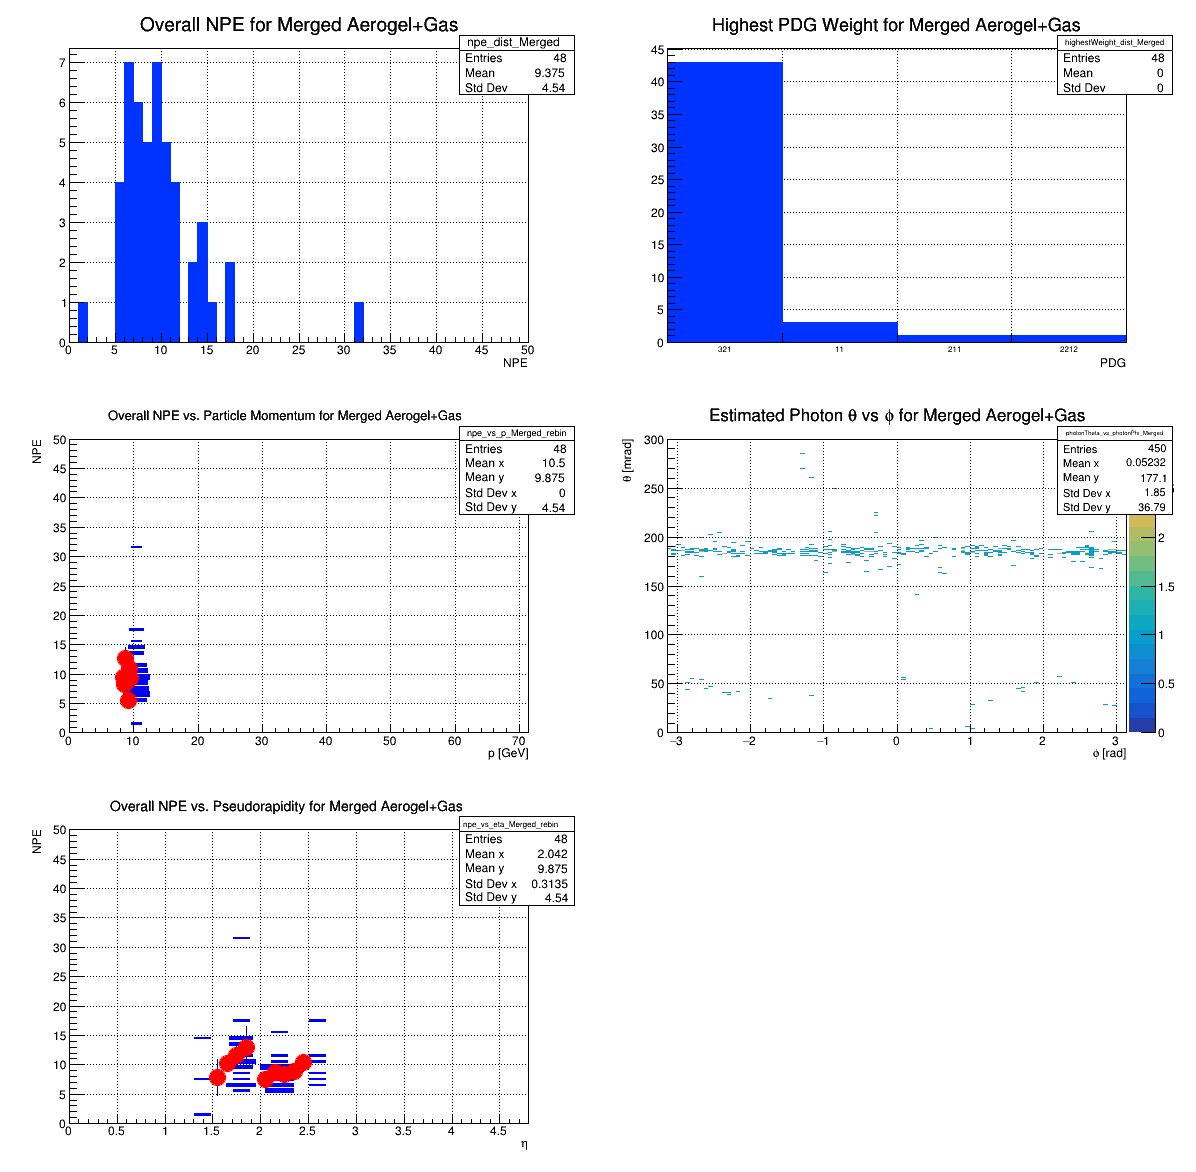 Overall NPE for Merged Aerogel+Gas
npe_dist_Merged
Entries 48
Mean 9.375
Std Dev 4.54
7
6
5
4
3
2
1
0
0 5 10 15 20 25 30 35 40 45 50
NPE
Highest PDG Weight for Merged Aerogel+Gas
highestWeight_dist_Merged
Entries 48
Mean 0
Std Dev 0
45
40
35
30
25
20
15
10
5
0
321 11 211 2212
PDG
Overall NPE vs. Particle Momentum for Merged Aerogel+Gas
npe_vs_p_Merged_rebin
Entries 48
Mean x 10.5
Mean y 9.875
Std Dev x 0
Std Dev y 4.54
NPE
50
45
40
35
30
25
20
15
10
5
0
0 10 20 30 40 50 60 70
p [GeV]
Estimated Photon θ vs ϕ for Merged Aerogel+Gas
photonTheta_vs_photonPhi_Merged
Entries 450
Mean x 0.05232
Mean y 177.1
Std Dev x 1.85
Std Dev y 36.79
θ [mrad]
300
250
200
150
100
50
0
−3 −2 −1 0 1 2 3
ϕ [rad]
2
1.5
1
0.5
0
Overall NPE vs. Pseudorapidity for Merged Aerogel+Gas
npe_vs_eta_Merged_rebin
Entries 48
Mean x 2.042
Mean y 9.875
Std Dev x 0.3135
Std Dev y 4.54
NPE
50
45
40
35
30
25
20
15
10
5
0
0 0.5 1 1.5 2 2.5 3 3.5 4 4.5
η